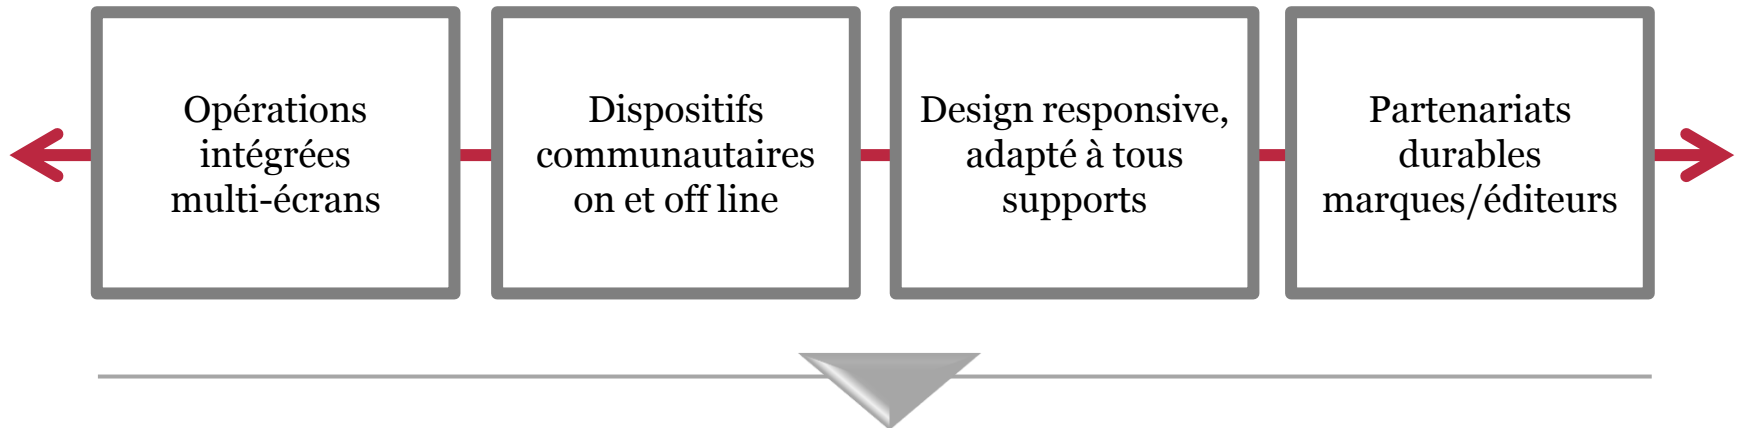 Opérations
intégrées
multi-écrans
Dispositifs
communautaires
on et off line
Design responsive,
adapté à tous
supports
Partenariats
durables
marques/éditeurs